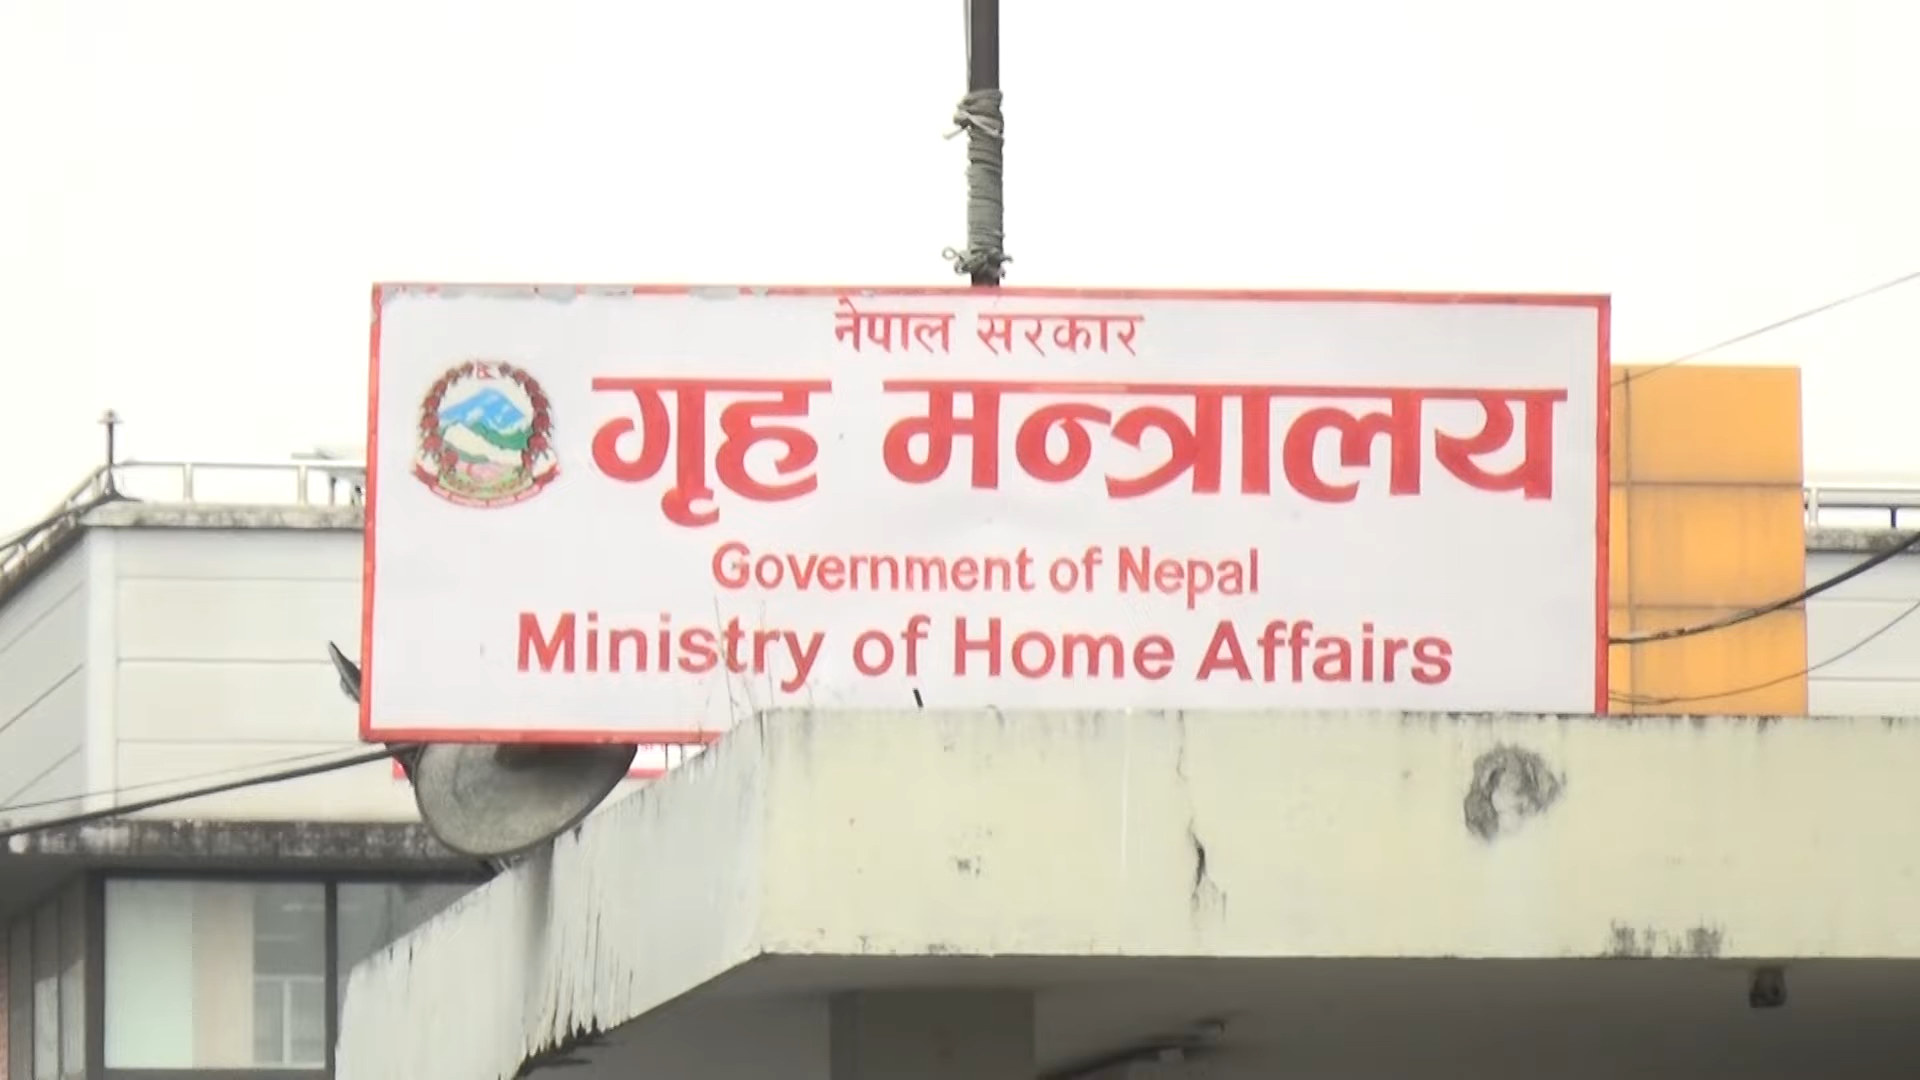 नेपाल सरकार
गृह मन्त्रालय
Government of Nepal
Ministry of Home Affairs